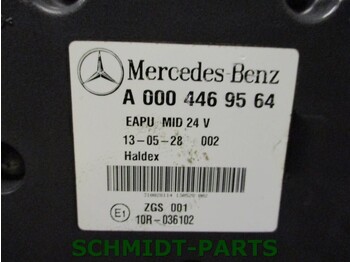 Mercedes-Benz
A 000 446 95 64
EAPU MID 24 V
13-05-28 002
Haldex
ZGS 001
E1 10R-036102
SCHMIDT-PARTS